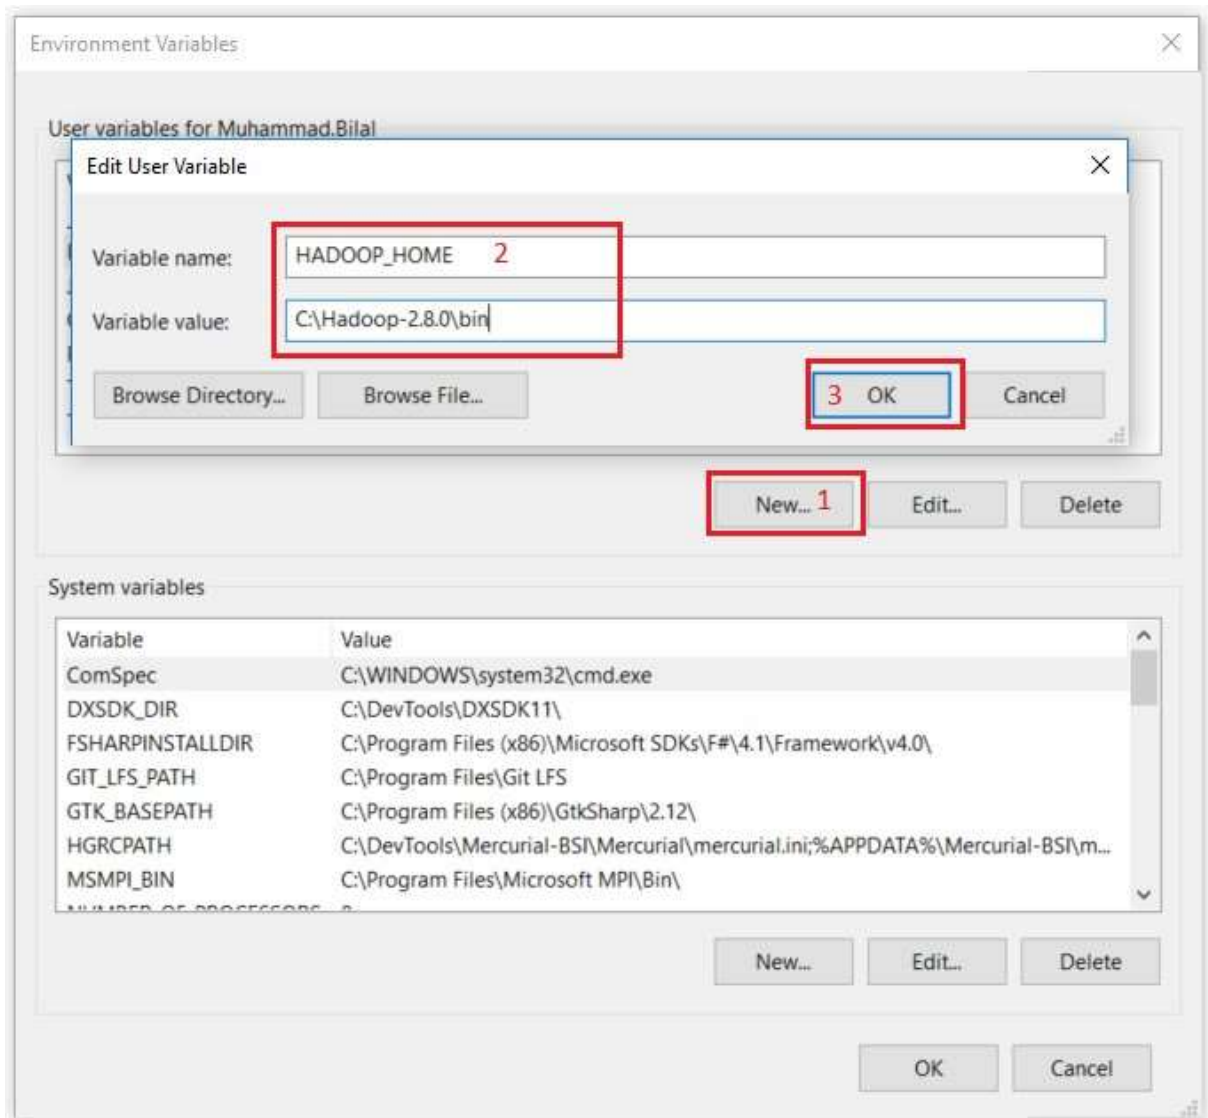 Environment Variables
User variables for Muhammad.Bilal
Edit User Variable
Variable name: HADOOP_HOME 2
Variable value: C:\Hadoop-2.8.0\bin
Browse Directory... Browse File... 3 OK Cancel
New... 1 Edit... Delete
System variables
Variable Value
ComSpec C:\WINDOWS\system32\cmd.exe
DXSDK_DIR C:\DevTools\DXSDK11\
FSHARPINSTALLDIR C:\Program Files (x86)\Microsoft SDKs\F#\4.1\Framework\v4.0\
GIT_LFS_PATH C:\Program Files\Git LFS
GTK_BASEPATH C:\Program Files (x86)\GtkSharp\2.12\
HGRCPATH C:\DevTools\Mercurial-BSI\Mercurial\mercurial.ini;%APPDATA%\Mercurial-BSI\m...
MSMPI_BIN C:\Program Files\Microsoft MPI\Bin\
NUMBER_OF_PROCESSORS
New... Edit... Delete
OK Cancel